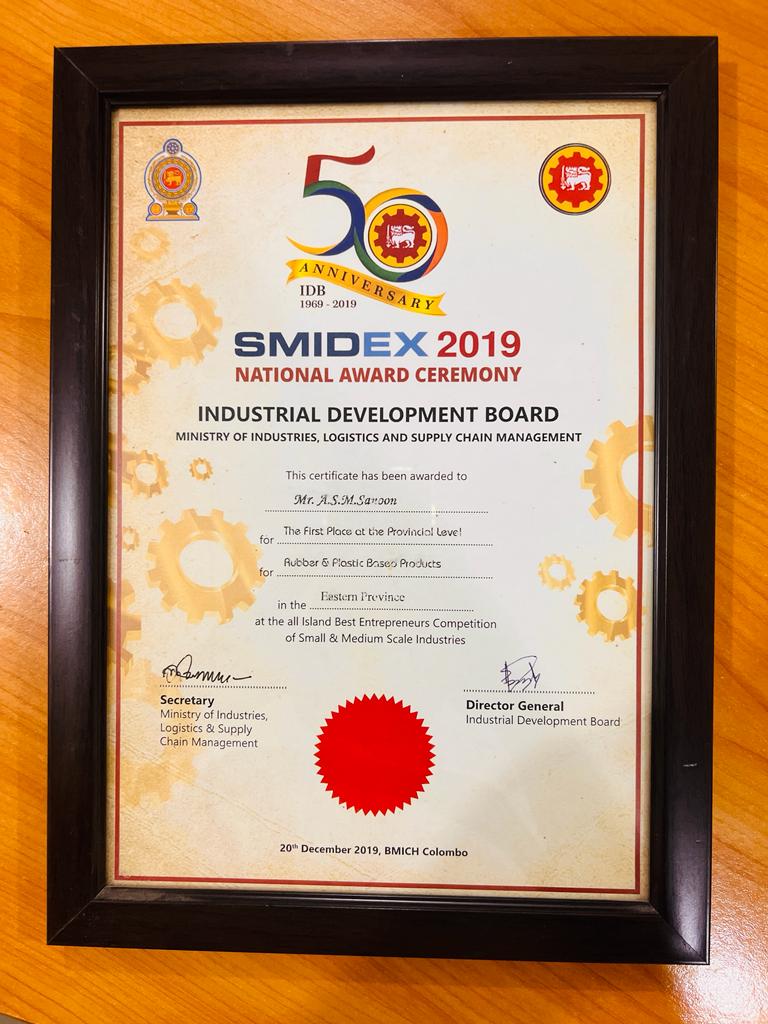 50
ANNIVERSARY
IDB
1969 - 2019
SMIDEX 2019
NATIONAL AWARD CEREMONY
INDUSTRIAL DEVELOPMENT BOARD
MINISTRY OF INDUSTRIES, LOGISTICS AND SUPPLY CHAIN MANAGEMENT
This certificate has been awarded to
Mr. A.S.M.Sanoon
for The First Place at the Provincial Level
for Rubber & Plastic Based Products
in the Eastern Province
at the all Island Best Entrepreneurs Competition
of Small & Medium Scale Industries
Secretary
Ministry of Industries,
Logistics & Supply
Chain Management
Director General
Industrial Development Board
20th December 2019, BMICH Colombo